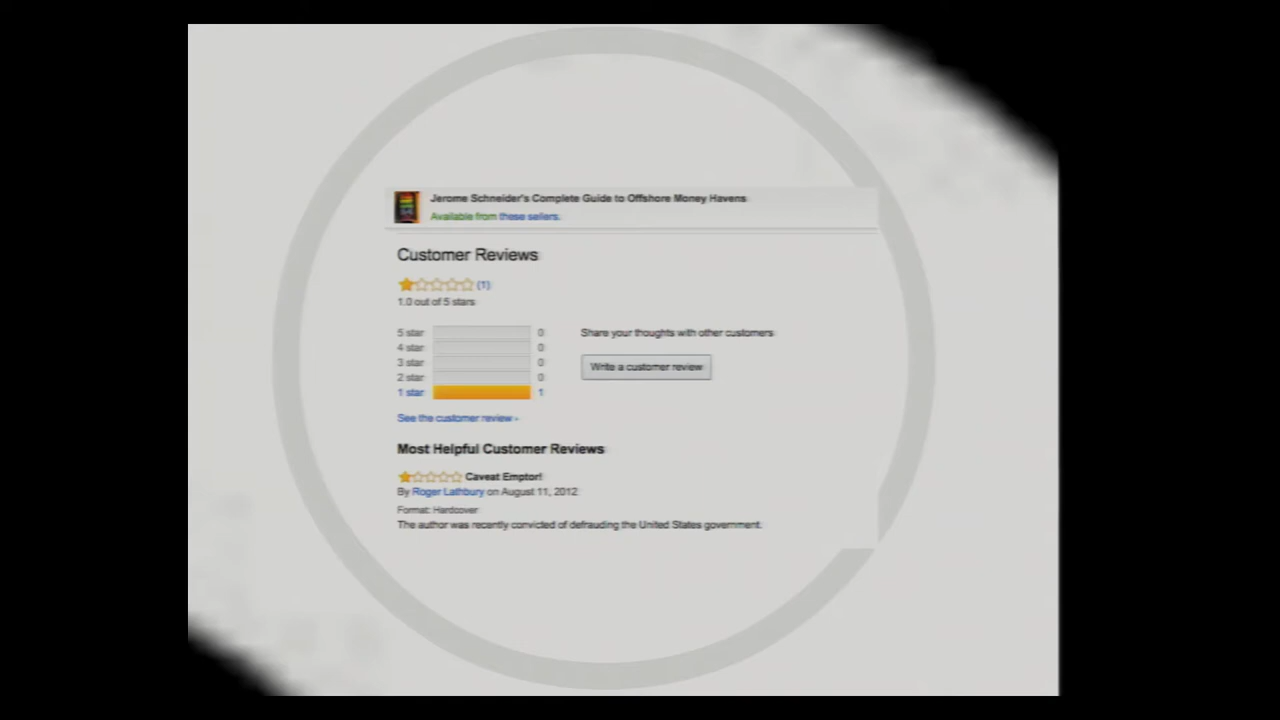 Jerome Schneider's Complete Guide to Offshore Money Havens
Available from these sellers.
Customer Reviews
(1)
1.0 out of 5 stars
5 star 0
4 star 0
3 star 0
2 star 0
1 star 1
Share your thoughts with other customers
Write a customer review
See the customer review ›
Most Helpful Customer Reviews
Caveat Emptor!
By Roger Lathbury on August 11, 2012
Format: Hardcover
The author was recently convicted of defrauding the United States government.